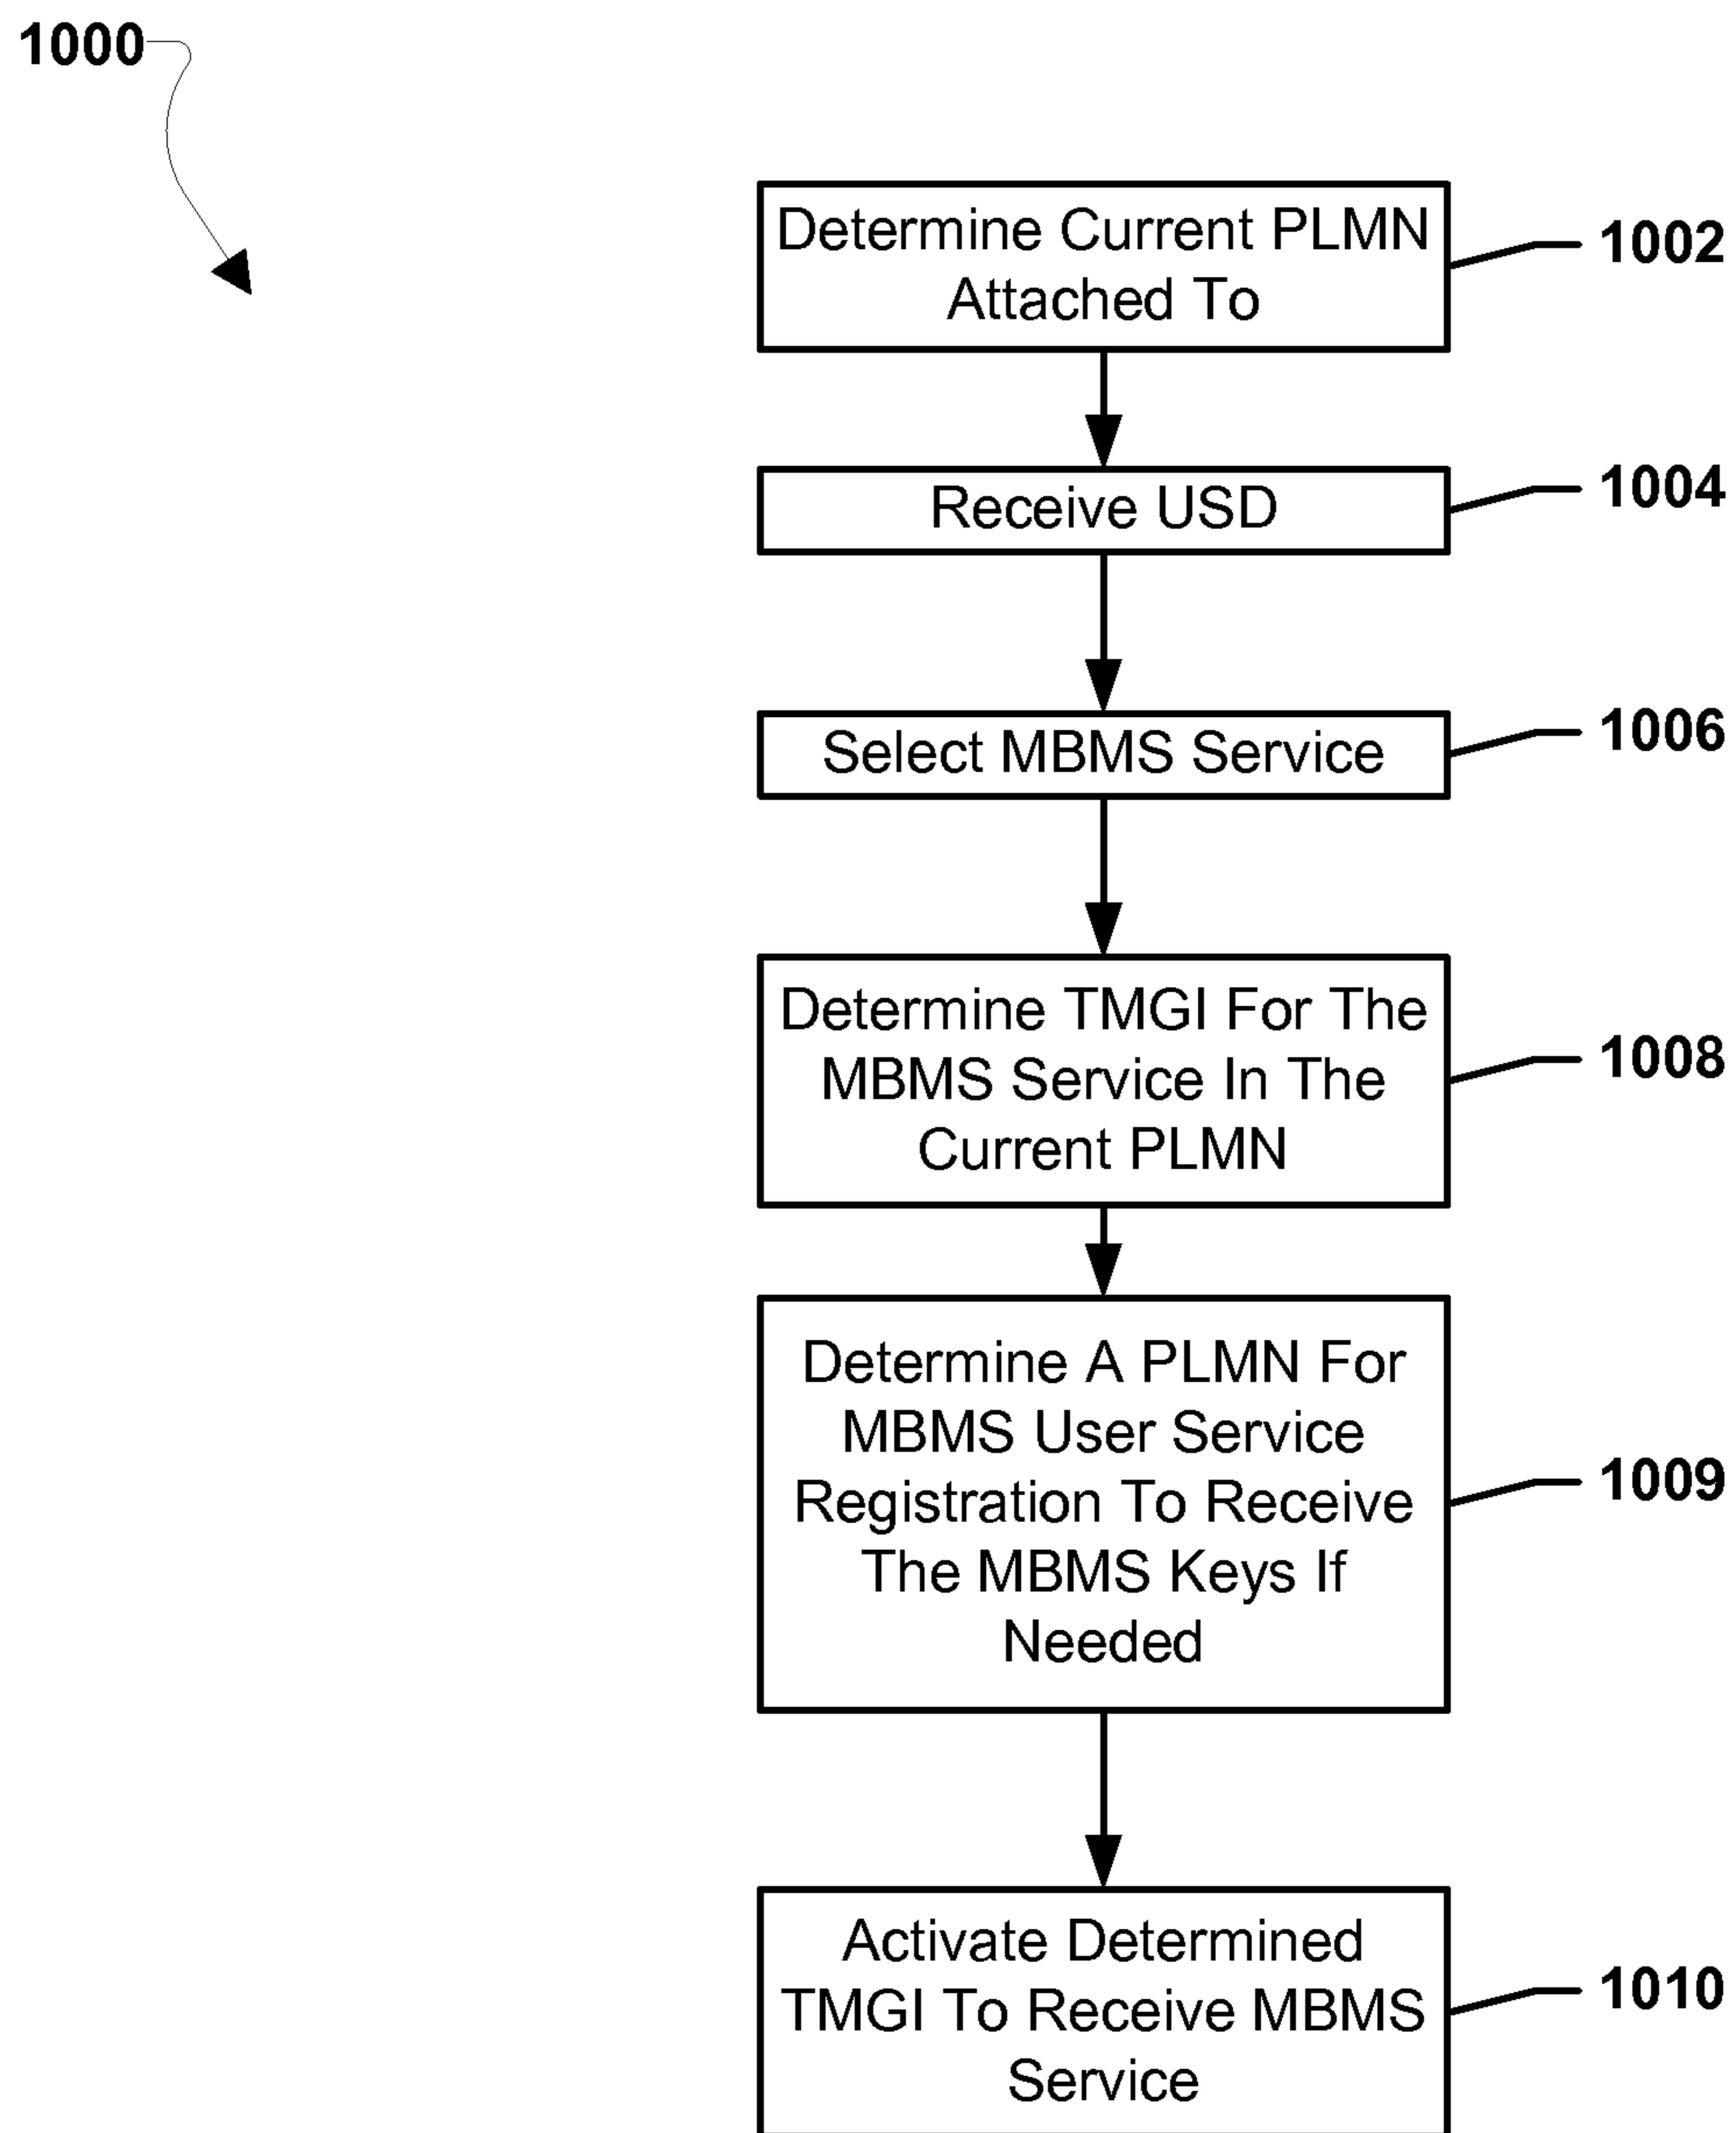 1000
Determine Current PLMN
Attached To
1002
Receive USD
1004
Select MBMS Service
1006
Determine TMGI For The
MBMS Service In The
Current PLMN
1008
Determine A PLMN For
MBMS User Service
Registration To Receive
The MBMS Keys If
Needed
1009
Activate Determined
TMGI To Receive MBMS
Service
1010